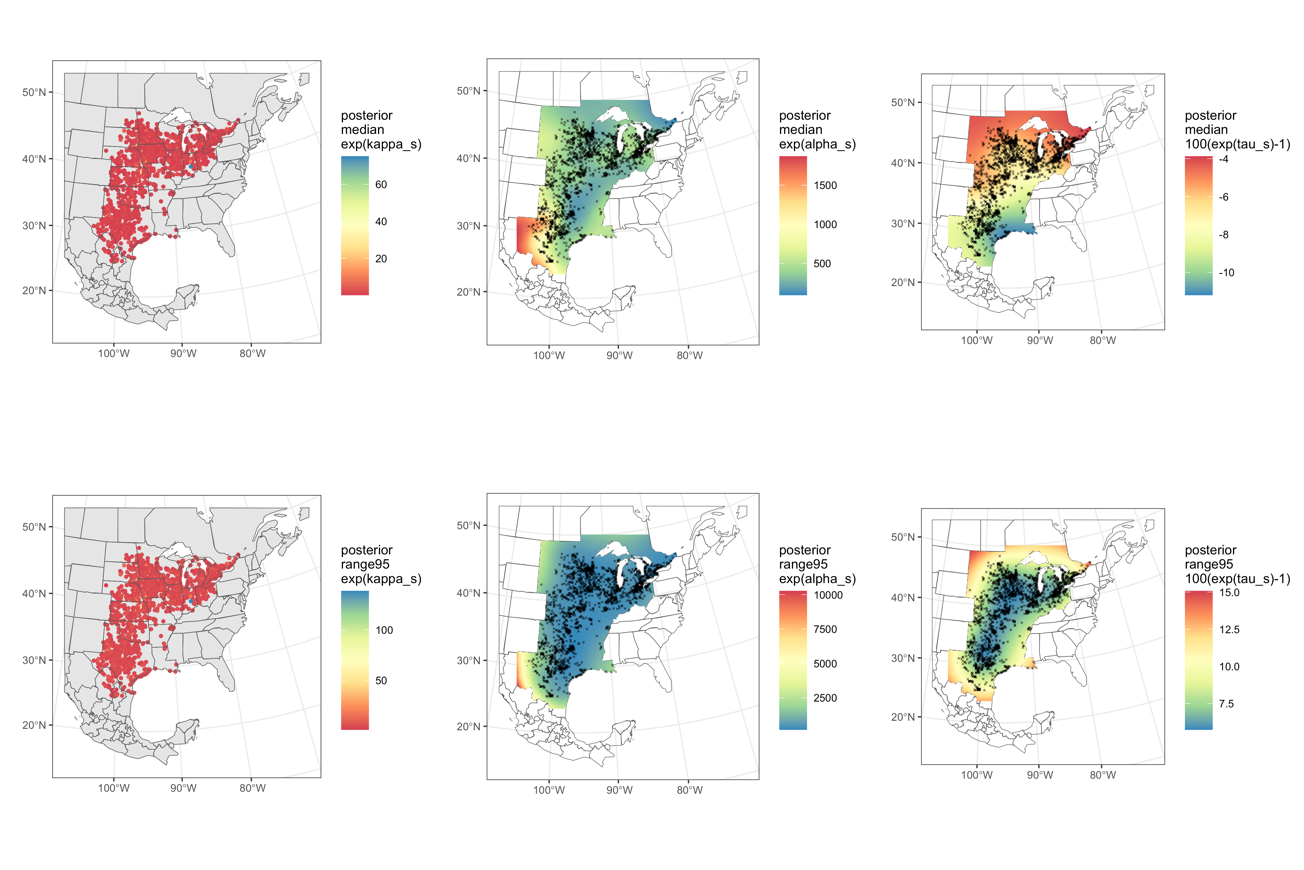 posterior
median
exp(kappa_s)
60
40
20
50°N
40°N
30°N
20°N
100°W
90°W
80°W
posterior
median
exp(alpha_s)
1500
1000
500
50°N
40°N
30°N
20°N
100°W
90°W
80°W
posterior
median
100(exp(tau_s)-1)
-4
-6
-8
-10
50°N
40°N
30°N
20°N
100°W
90°W
80°W
posterior
range95
exp(kappa_s)
100
50
50°N
40°N
30°N
20°N
100°W
90°W
80°W
posterior
range95
exp(alpha_s)
10000
7500
5000
2500
50°N
40°N
30°N
20°N
100°W
90°W
80°W
posterior
range95
100(exp(tau_s)-1)
15.0
12.5
10.0
7.5
50°N
40°N
30°N
20°N
100°W
90°W
80°W